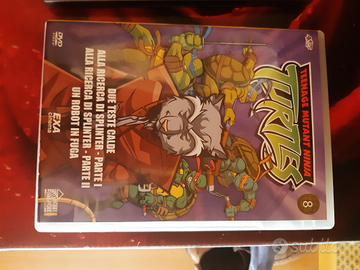 TEENAGE MUTANT NINJA
TURTLES
8
DUE TESTE CALDE
ALLA RICERCA DI SPLINTER - PARTE I
ALLA RICERCA DI SPLINTER - PARTE II
UN ROBOT IN FUGA
EXA
CINEMA
DVD
subito